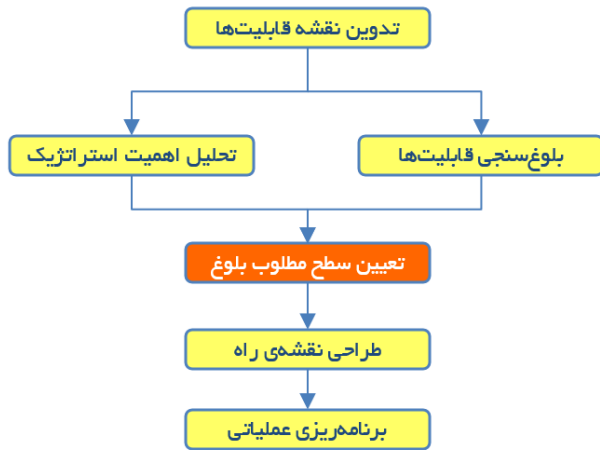 تدوین نقشه قابلیت‌ها
بلوغ‌سنجی قابلیت‌ها
تحلیل اهمیت استراتژیک
تعیین سطح مطلوب بلوغ
طراحی نقشه‌ی راه
برنامه‌ریزی عملیاتی